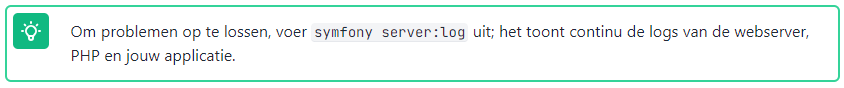 Om problemen op te lossen, voer symfony server:log uit; het toont continu de logs van de webserver,
PHP en jouw applicatie.